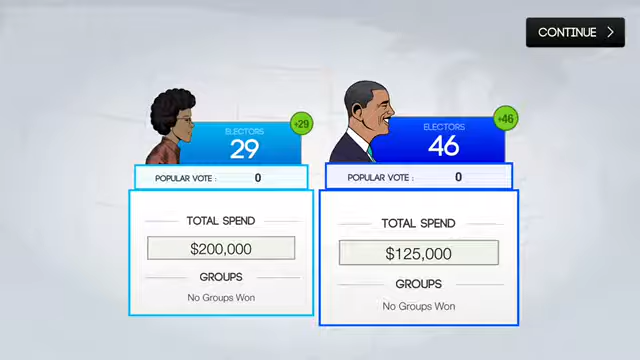 CONTINUE
+29
ELECTORS
29
POPULAR VOTE : 0
TOTAL SPEND
$200,000
GROUPS
No Groups Won
+46
ELECTORS
46
POPULAR VOTE : 0
TOTAL SPEND
$125,000
GROUPS
No Groups Won